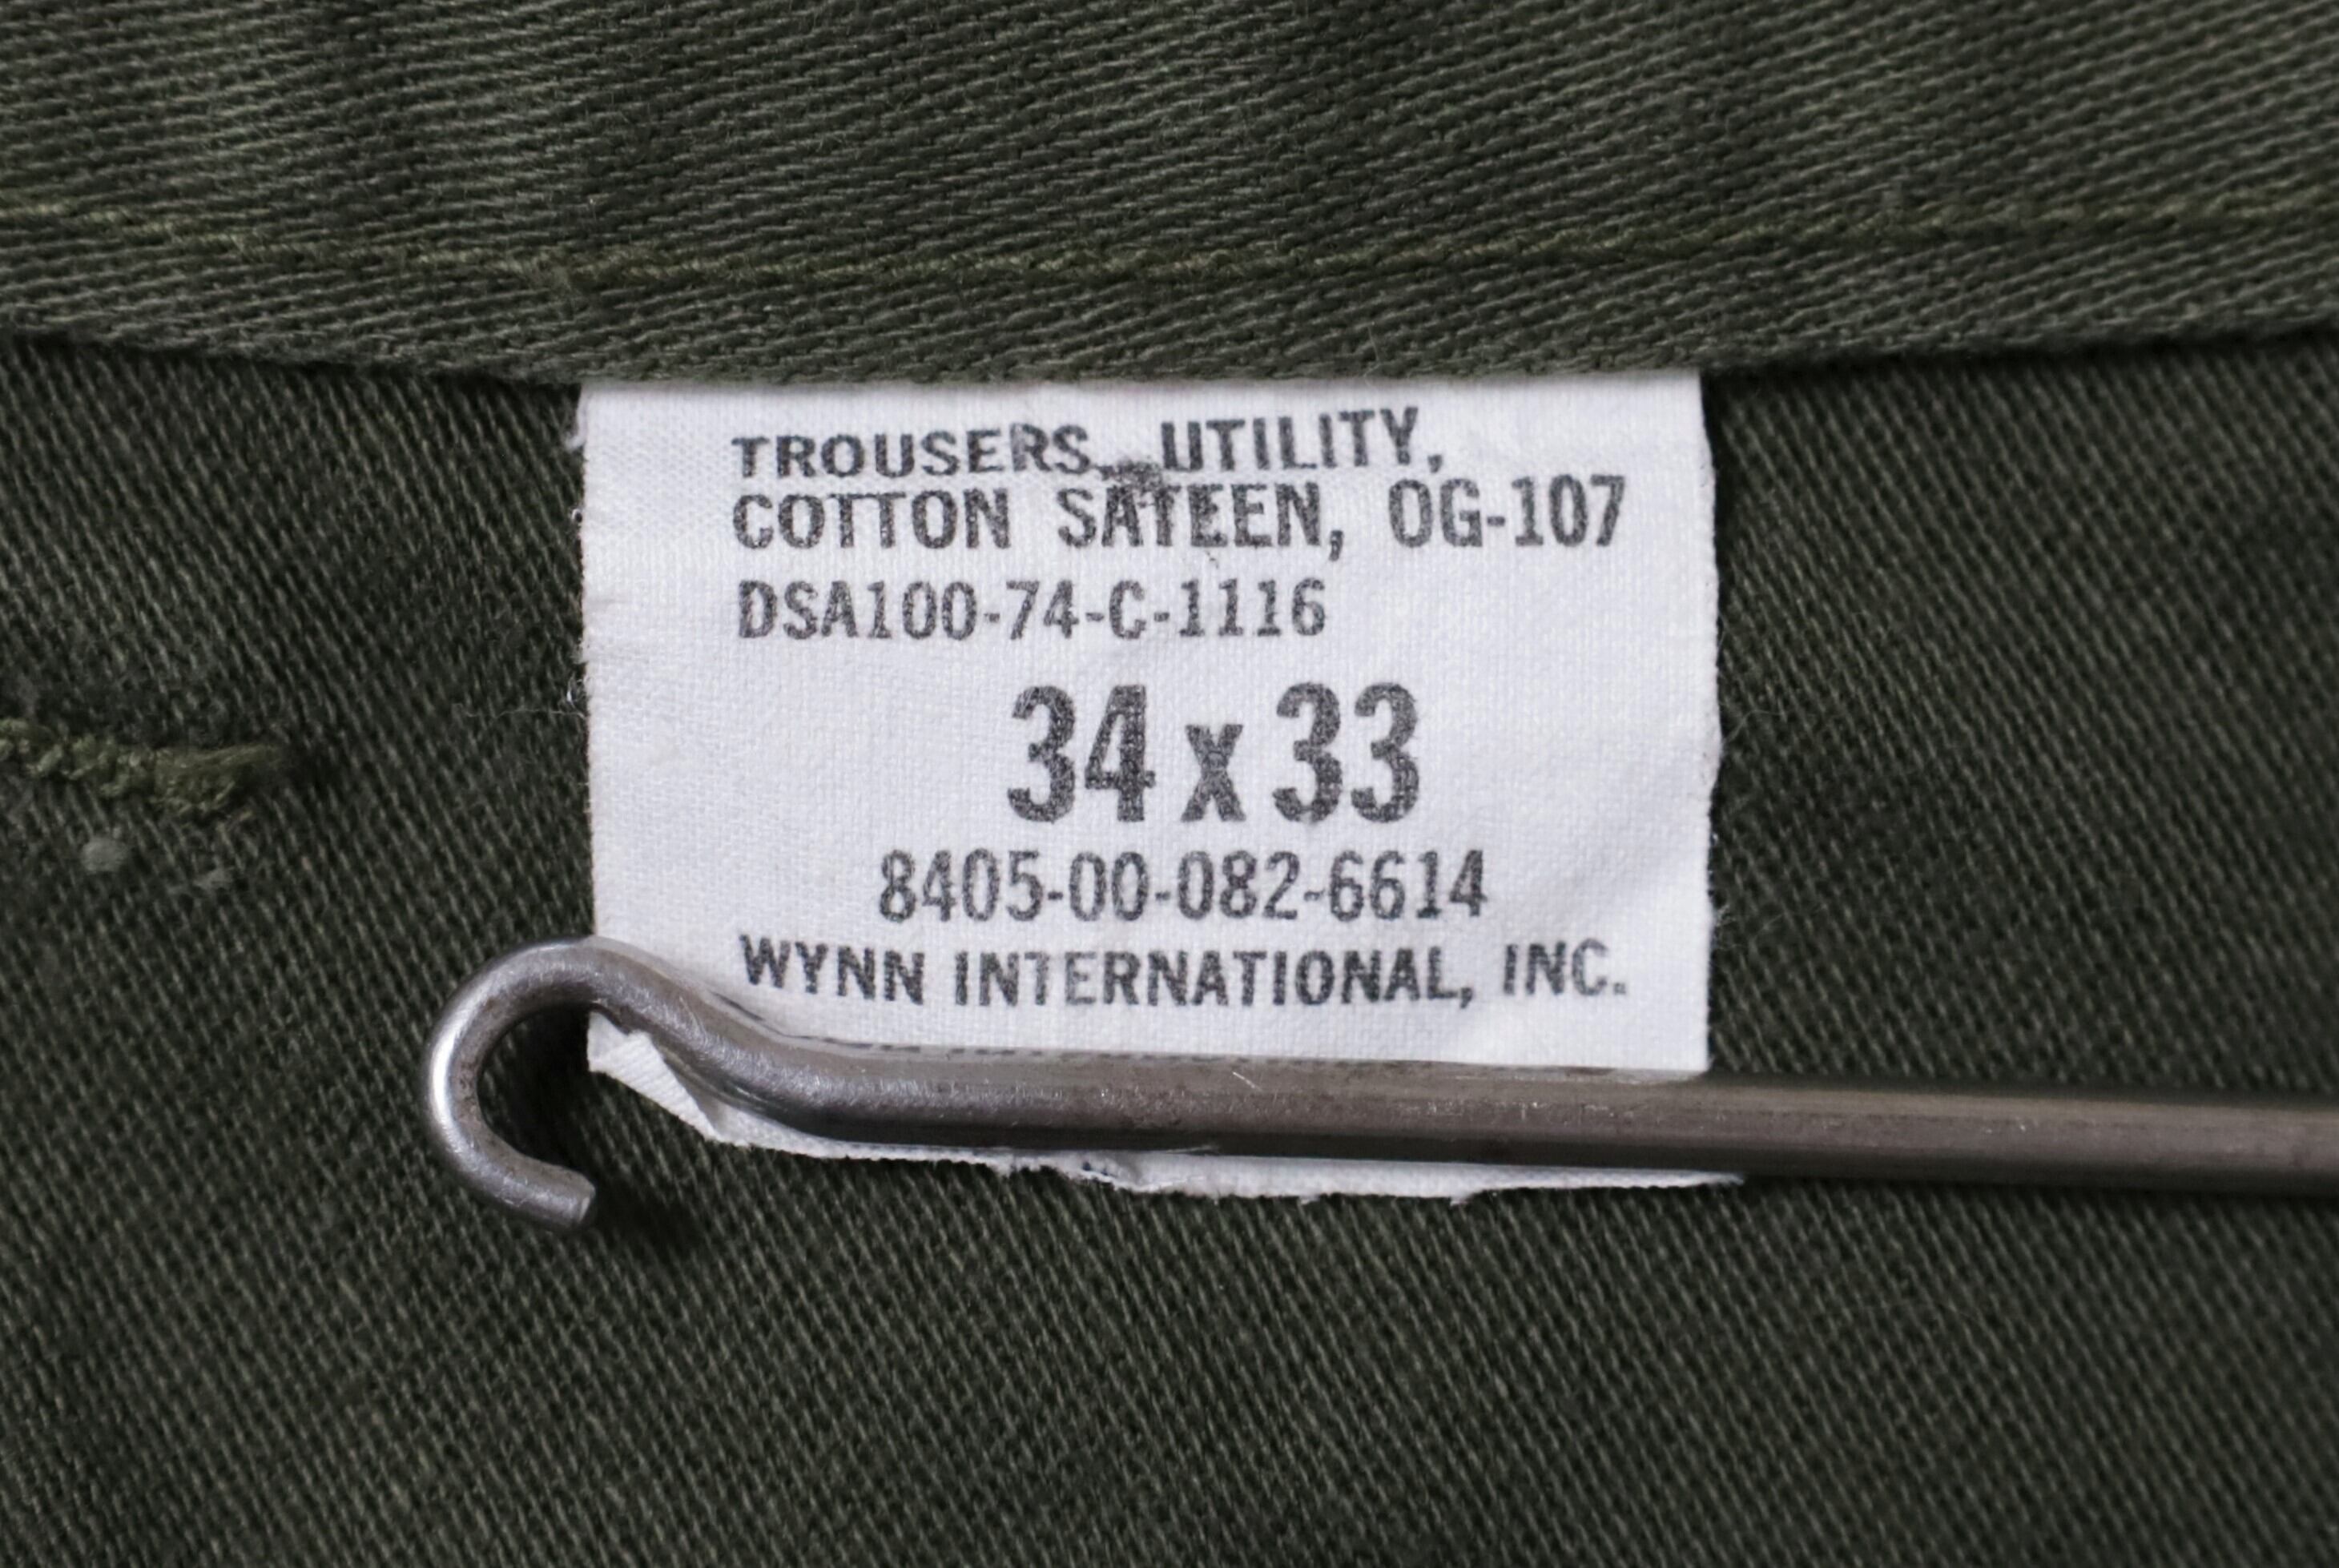 TROUSERS, UTILITY,
COTTON SATEEN, OG-107
DSA100-74-C-1116
34 x 33
8405-00-082-6614
WYNN INTERNATIONAL, INC.